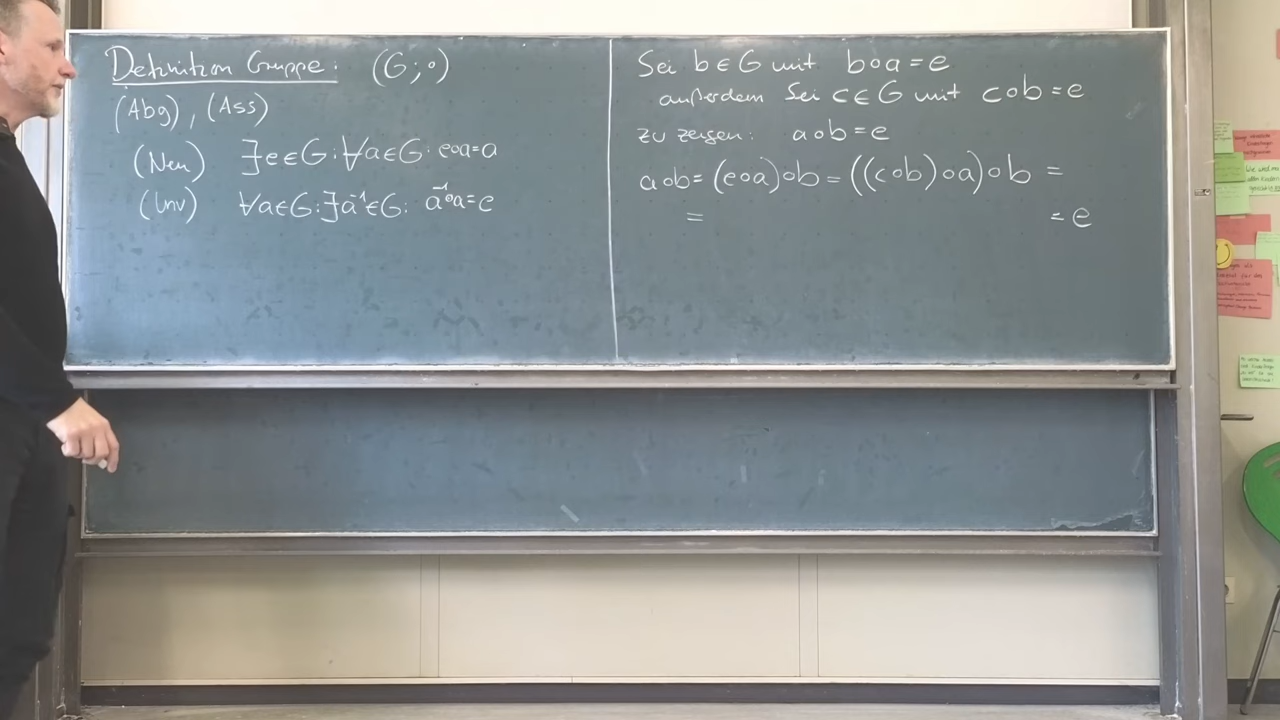 Definition Gruppe: (G;∘)
(Abg), (Ass)
(Neu) ∃e∈G:∀a∈G: e∘a=a
(Inv) ∀a∈G:∃a⁻¹∈G: a⁻¹∘a=e
Sei b∈G mit b∘a=e
außerdem Sei c∈G mit c∘b=e
zu zeigen: a∘b=e
a∘b=(e∘a)∘b=((c∘b)∘a)∘b =
= = e